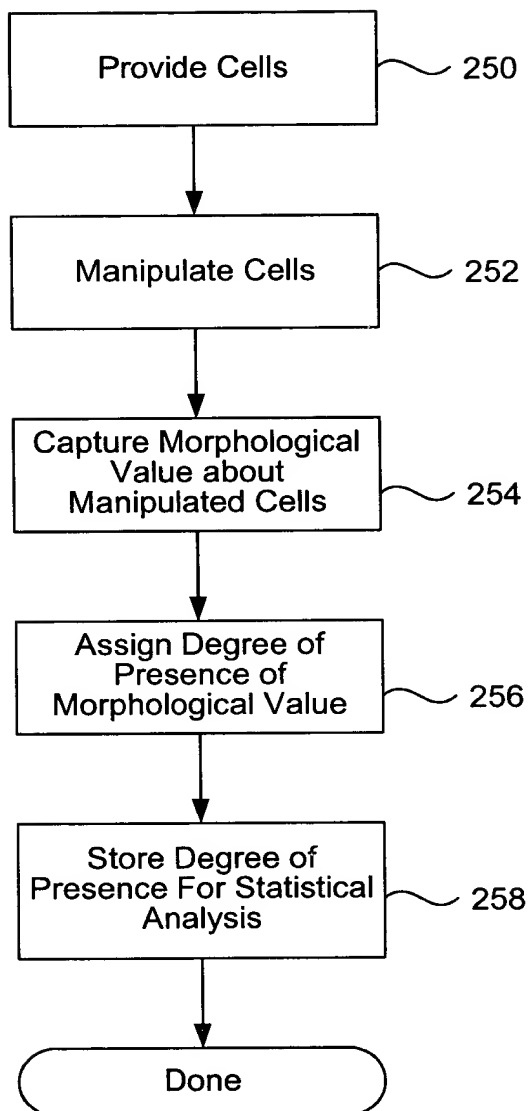 Provide Cells
250
Manipulate Cells
252
Capture Morphological
Value about
Manipulated Cells
254
Assign Degree of
Presence of
Morphological Value
256
Store Degree of
Presence For Statistical
Analysis
258
Done